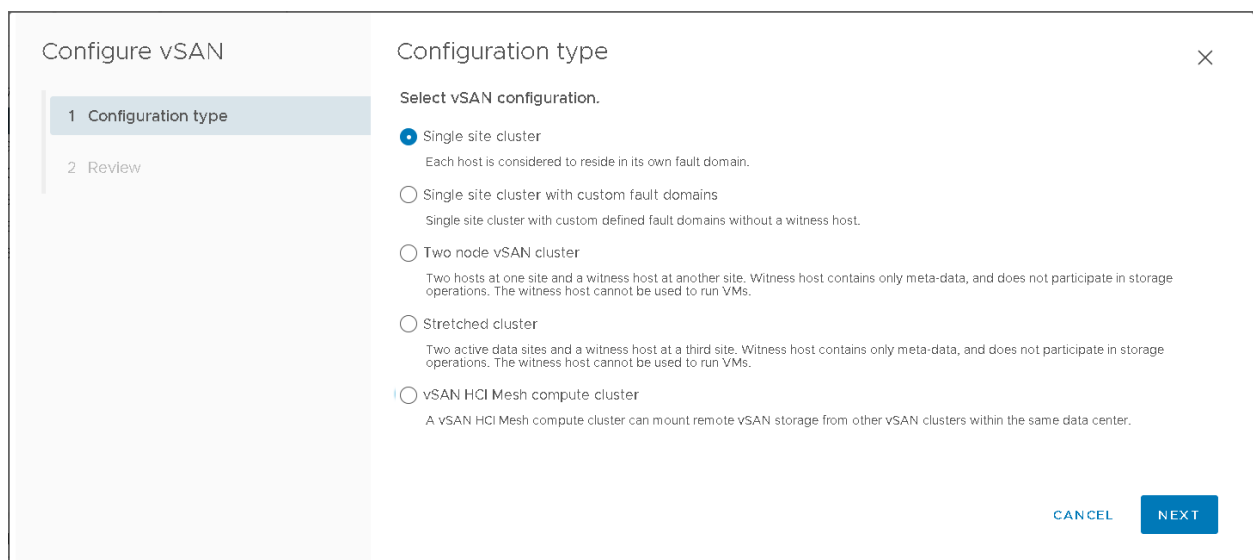 Configure vSAN
1 Configuration type
2 Review
Configuration type
Select vSAN configuration.
Single site cluster
Each host is considered to reside in its own fault domain.
Single site cluster with custom fault domains
Single site cluster with custom defined fault domains without a witness host.
Two node vSAN cluster
Two hosts at one site and a witness host at another site. Witness host contains only meta-data, and does not participate in storage
operations. The witness host cannot be used to run VMs.
Stretched cluster
Two active data sites and a witness host at a third site. Witness host contains only meta-data, and does not participate in storage
operations. The witness host cannot be used to run VMs.
vSAN HCI Mesh compute cluster
A vSAN HCI Mesh compute cluster can mount remote vSAN storage from other vSAN clusters within the same data center.
CANCEL
NEXT